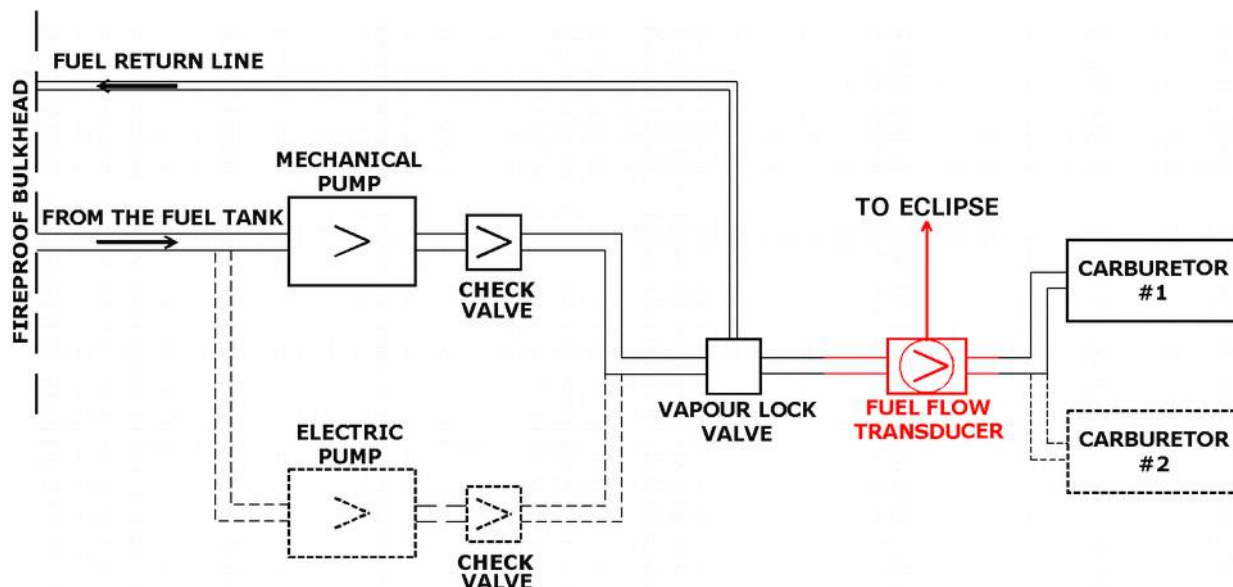 FUEL RETURN LINE
FIREPROOF BULKHEAD
MECHANICAL
PUMP
FROM THE FUEL TANK
CHECK
VALVE
TO ECLIPSE
CARBURETOR
#1
VAPOUR LOCK
VALVE
FUEL FLOW
TRANSDUCER
ELECTRIC
PUMP
CARBURETOR
#2
CHECK
VALVE